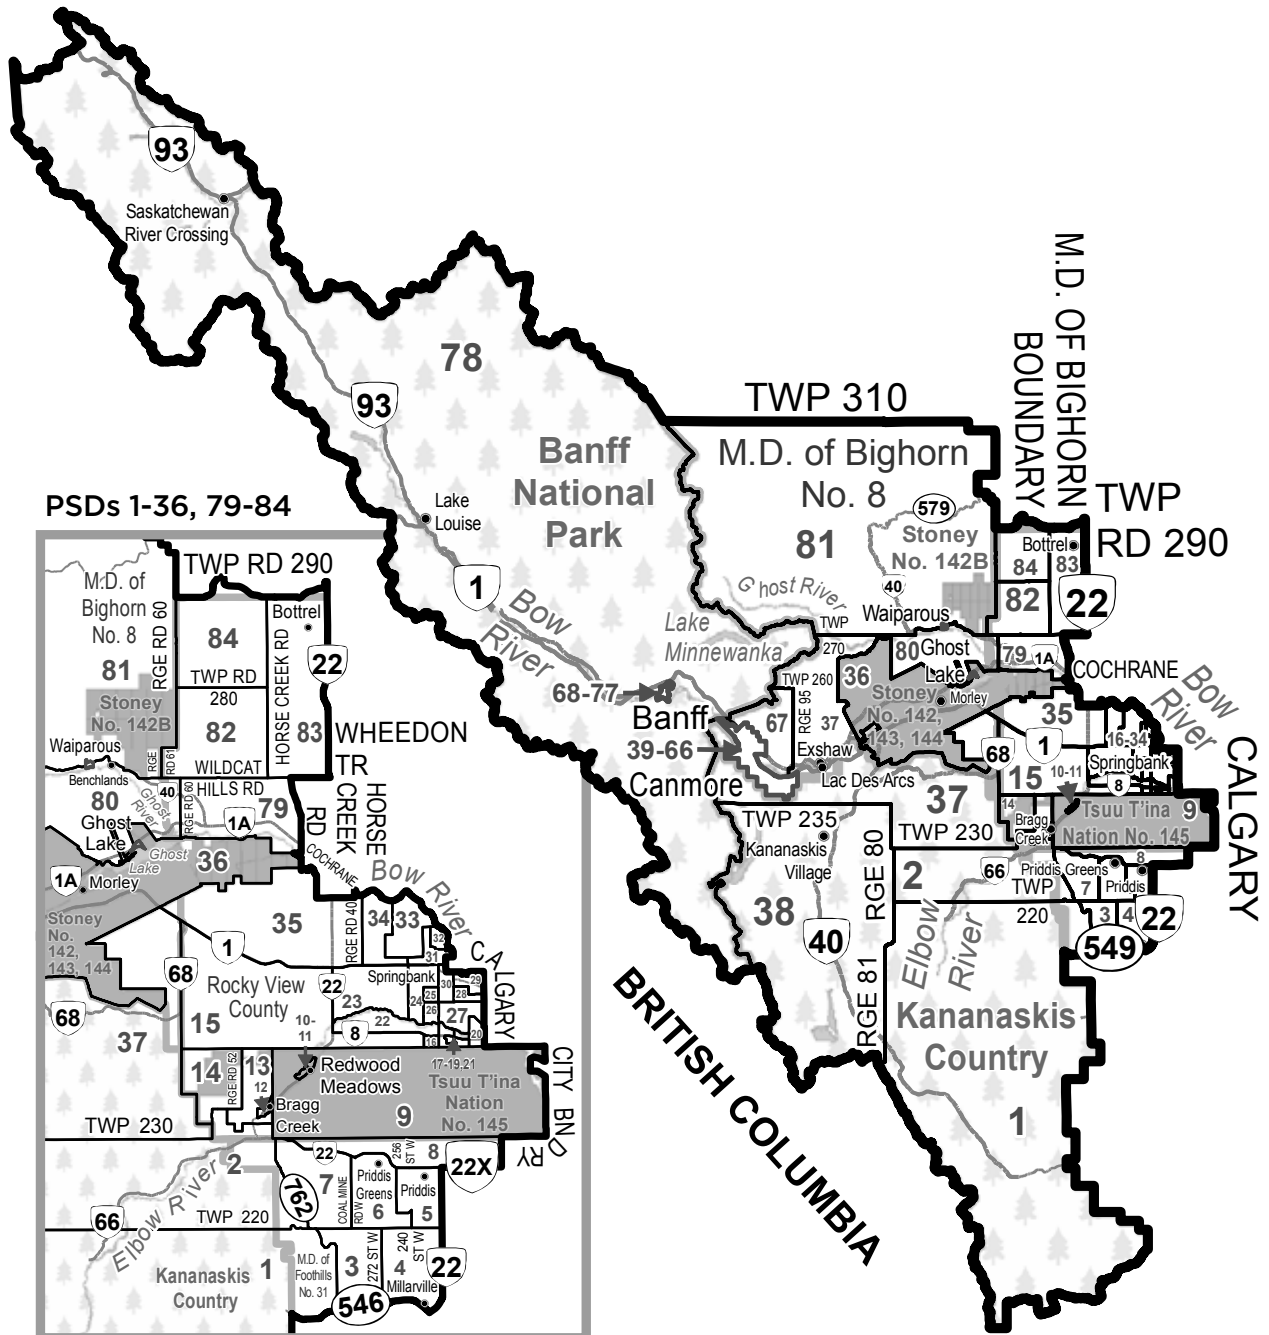 93
Saskatchewan
River Crossing
78
93
Banff
National
Park
Lake
Louise
1
Bow
River
68-77
Banff
39-66
Canmore
TWP 310
M.D. of Bighorn
No. 8
579
81
Stoney
No. 142B
40
Waiparous
Ghost River
Lake
Minnewanka
TWP
270
M.D. OF BIGHORN
BOUNDARY
TWP
RD 290
Bottrel
84
83
82
22
80
Ghost
Lake
79
1A
COCHRANE
TWP 260
36
Stoney
No. 142,
143, 144
Morley
RGE 95
67
37
Exshaw
Lac Des Arcs
35
68
1
16-34
Springbank
Bow
River
15
10-11
8
CALGARY
37
14
Bragg
Creek
Tsuu T'ina
Nation No. 145
9
TWP 235
Kananaskis
Village
RGE 80
TWP 230
2
66
Priddis Greens
8
TWP
7
Priddis
220
3
4
22
549
38
40
RGE 81
Elbow
River
Kananaskis
Country
1
BRITISH COLUMBIA
PSDs 1-36, 79-84
TWP RD 290
M.D. of
Bighorn
No. 8
81
RGE RD 60
84
Bottrel
TWP RD
280
HORSE CREEK RD
22
Stoney
No. 142B
82
83
WHEEDON
TR
Waiparous
RGE
RD 61
WILDCAT
Benchlands
40
HILLS RD
80
Ghost
River
RGE RD 60
79
1A
RD
HORSE
CREEK
Ghost
Lake
Ghost
Lake
36
COCHRANE
1A
Morley
Bow River
Stoney
No.
142,
143, 144
35
RGE RD 40
34
33
32
31
1
68
CALGARY
Rocky View
County
22
Springbank
30
29
23
24
25
28
26
22
27
68
15
10-
11
8
16
20
37
17-19.21
14
RGE RD 52
13
12
Redwood
Meadows
Bragg
Creek
Tsuu T'ina
Nation
No. 145
9
CITY BNDRY
TWP 230
2
22
256
ST W
8
22X
7
Priddis
Greens
6
Priddis
5
COAL MINE
RD W
762
66
Elbow River
TWP 220
Kananaskis
Country
1
M.D. of
Foothills
No. 31
3
272 ST W
240
ST W
4
Millarville
22
546